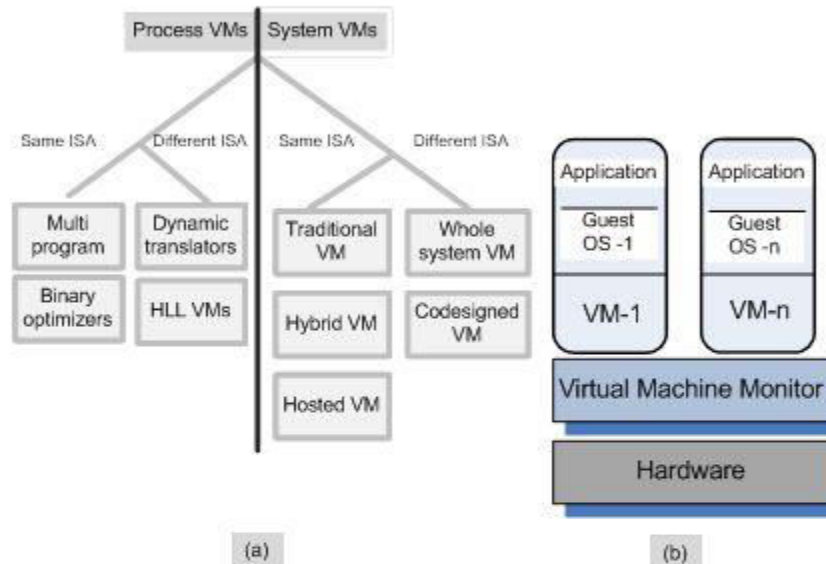 Process VMs
System VMs
Same ISA
Different ISA
Same ISA
Different ISA
Multi
program
Dynamic
translators
Binary
optimizers
HLL VMs
Traditional
VM
Whole
system VM
Hybrid VM
Codesigned
VM
Hosted VM
(a)
Application
Guest
OS -1
VM-1
Application
Guest
OS -n
VM-n
Virtual Machine Monitor
Hardware
(b)